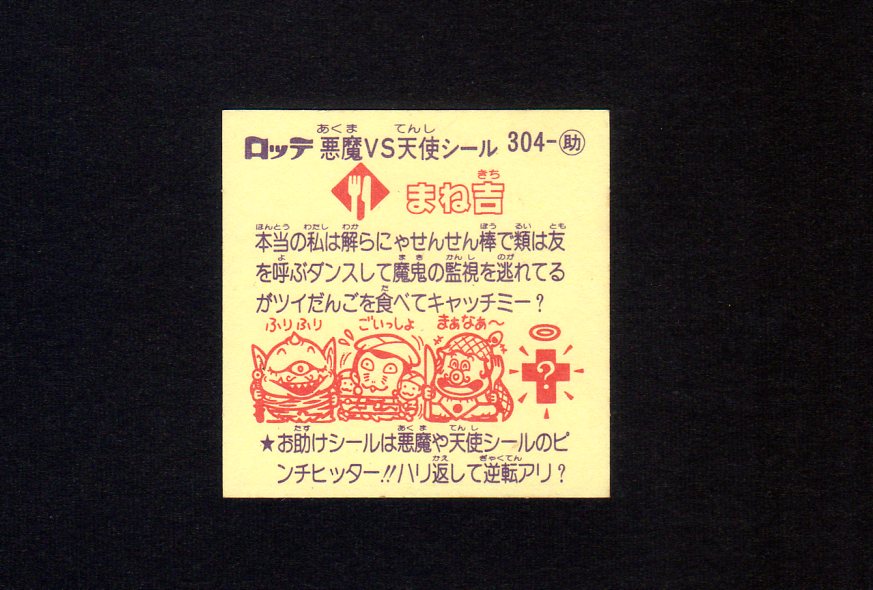 ロッテ 悪魔VS天使シール 304-助
あくま てんし
まね吉
きち
ほんとう わたし わか ぼう るい とも
本当の私は解らにゃせんせん棒で類は友
よ まき かんし のが
を呼ぶダンスして魔鬼の監視を逃れてる
た
がツイだんごを食べてキャッチミー?
ふりふり ごいっしょ まぁなぁ〜
?
たす あくま てんし
★お助けシールは悪魔や天使シールのピ
かえ ぎゃくてん
ンチヒッター!!ハリ返して逆転アリ?